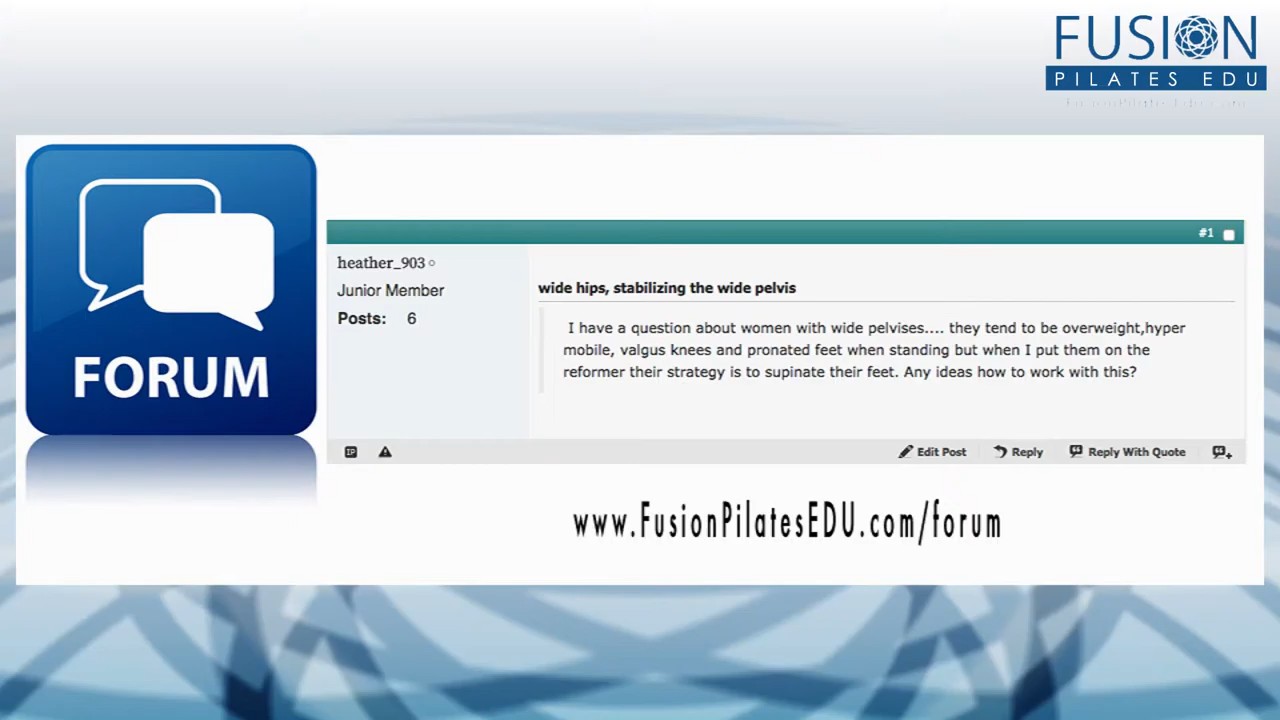 FUSION
PILATES EDU
FORUM
#1
heather_903
Junior Member
Posts: 6
wide hips, stabilizing the wide pelvis
I have a question about women with wide pelvises.... they tend to be overweight,hyper
mobile, valgus knees and pronated feet when standing but when I put them on the
reformer their strategy is to supinate their feet. Any ideas how to work with this?
IP
Edit Post
Reply
Reply With Quote
www.FusionPilatesEDU.com/forum